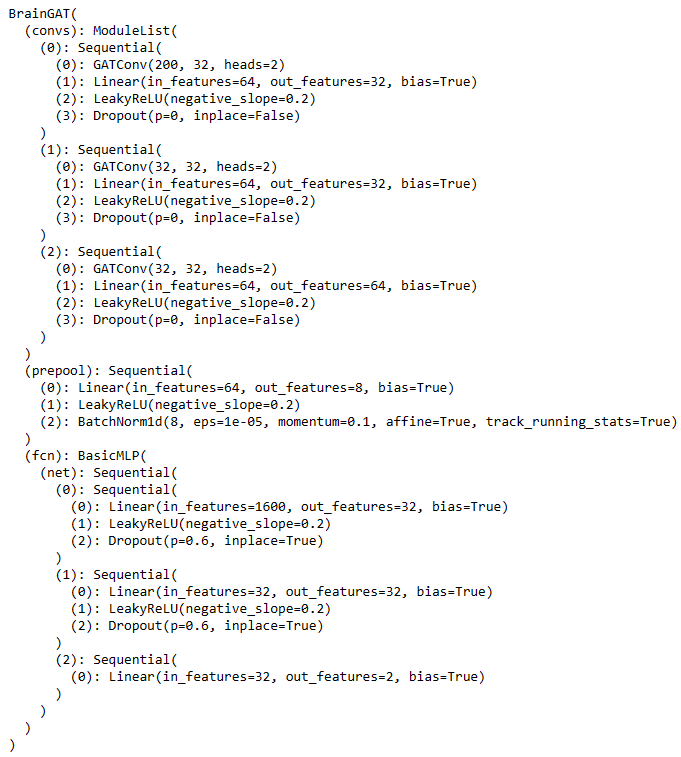 BrainGAT(
  (convs): ModuleList(
    (0): Sequential(
      (0): GATConv(200, 32, heads=2)
      (1): Linear(in_features=64, out_features=32, bias=True)
      (2): LeakyReLU(negative_slope=0.2)
      (3): Dropout(p=0, inplace=False)
    )
    (1): Sequential(
      (0): GATConv(32, 32, heads=2)
      (1): Linear(in_features=64, out_features=32, bias=True)
      (2): LeakyReLU(negative_slope=0.2)
      (3): Dropout(p=0, inplace=False)
    )
    (2): Sequential(
      (0): GATConv(32, 32, heads=2)
      (1): Linear(in_features=64, out_features=64, bias=True)
      (2): LeakyReLU(negative_slope=0.2)
      (3): Dropout(p=0, inplace=False)
    )
  )
  (prepool): Sequential(
    (0): Linear(in_features=64, out_features=8, bias=True)
    (1): LeakyReLU(negative_slope=0.2)
    (2): BatchNorm1d(8, eps=1e-05, momentum=0.1, affine=True, track_running_stats=True)
  )
  (fcn): BasicMLP(
    (net): Sequential(
      (0): Sequential(
        (0): Linear(in_features=1600, out_features=32, bias=True)
        (1): LeakyReLU(negative_slope=0.2)
        (2): Dropout(p=0.6, inplace=True)
      )
      (1): Sequential(
        (0): Linear(in_features=32, out_features=32, bias=True)
        (1): LeakyReLU(negative_slope=0.2)
        (2): Dropout(p=0.6, inplace=True)
      )
      (2): Sequential(
        (0): Linear(in_features=32, out_features=2, bias=True)
      )
    )
  )
)